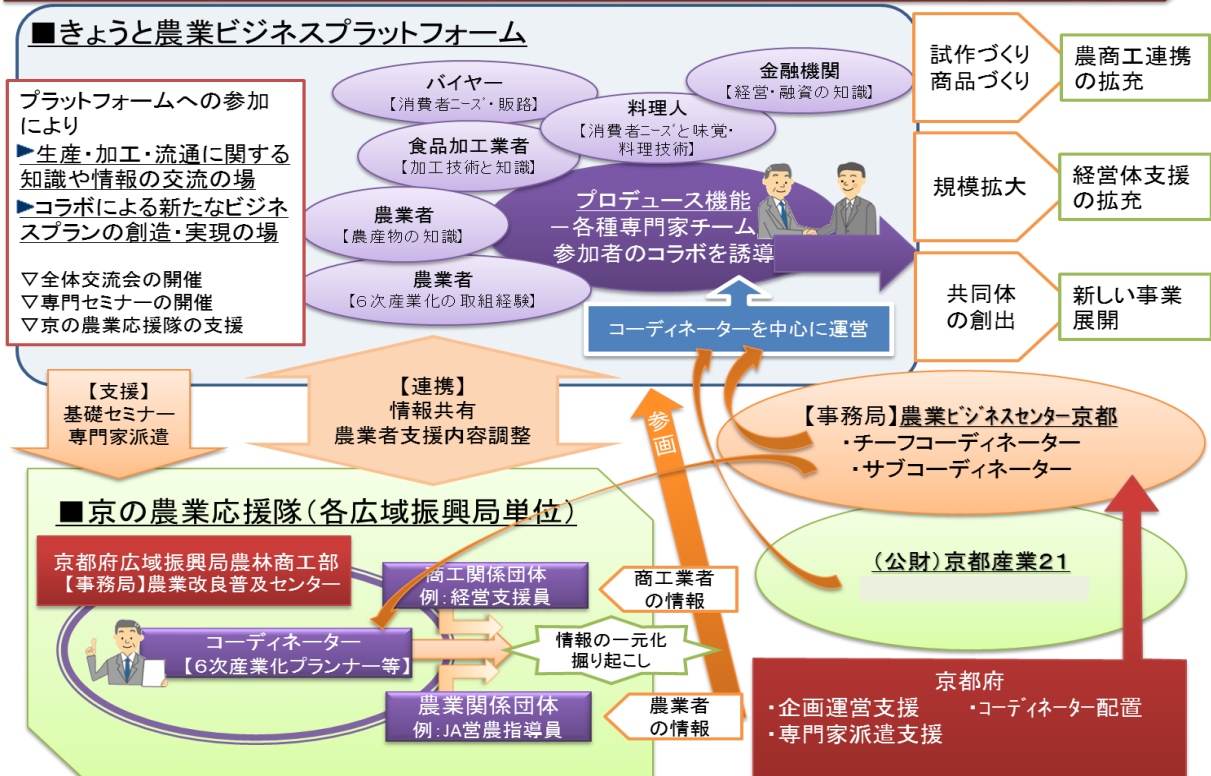 ■きょうと農業ビジネスプラットフォーム
プラットフォームへの参加
により
▶生産・加工・流通に関する
知識や情報の交流の場
▶コラボによる新たなビジネ
スプランの創造・実現の場
▽全体交流会の開催
▽専門セミナーの開催
▽京の農業応援隊の支援
バイヤー
【消費者ニーズ・販路】
金融機関
【経営・融資の知識】
料理人
【消費者ニーズと味覚・
料理技術】
食品加工業者
【加工技術と知識】
農業者
【農産物の知識】
農業者
【6次産業化の取組経験】
プロデュース機能
－各種専門家チーム
参加者のコラボを誘導
コーディネーターを中心に運営
試作づくり
商品づくり
農商工連携
の拡充
規模拡大
経営体支援
の拡充
共同体
の創出
新しい事業
展開
【支援】
基礎セミナー
専門家派遣
【連携】
情報共有
農業者支援内容調整
参画
【事務局】農業ビジネスセンター京都
・チーフコーディネーター
・サブコーディネーター
■京の農業応援隊（各広域振興局単位）
京都府広域振興局農林商工部
【事務局】農業改良普及センター
商工関係団体
例：経営支援員
商工業者
の情報
コーディネーター
【6次産業化プランナー等】
情報の一元化
掘り起こし
農業関係団体
例：JA営農指導員
農業者
の情報
（公財）京都産業21
京都府
・企画運営支援　・コーディネーター配置
・専門家派遣支援